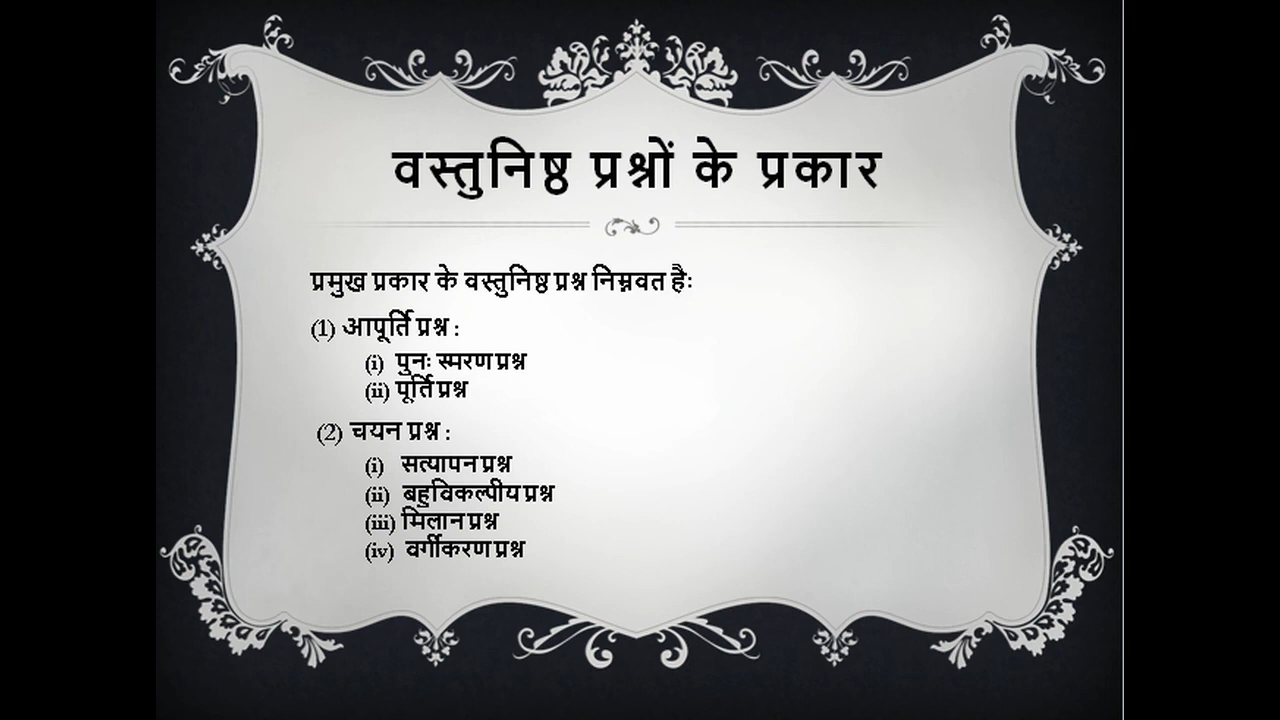 वस्तुनिष्ठ प्रश्नों के प्रकार
प्रमुख प्रकार के वस्तुनिष्ठ प्रश्न निम्नवत हैः
(1) आपूर्ति प्रश्न :
(i) पुनः स्मरण प्रश्न
(ii) पूर्ति प्रश्न
(2) चयन प्रश्न :
(i) सत्यापन प्रश्न
(ii) बहुविकल्पीय प्रश्न
(iii) मिलान प्रश्न
(iv) वर्गीकरण प्रश्न